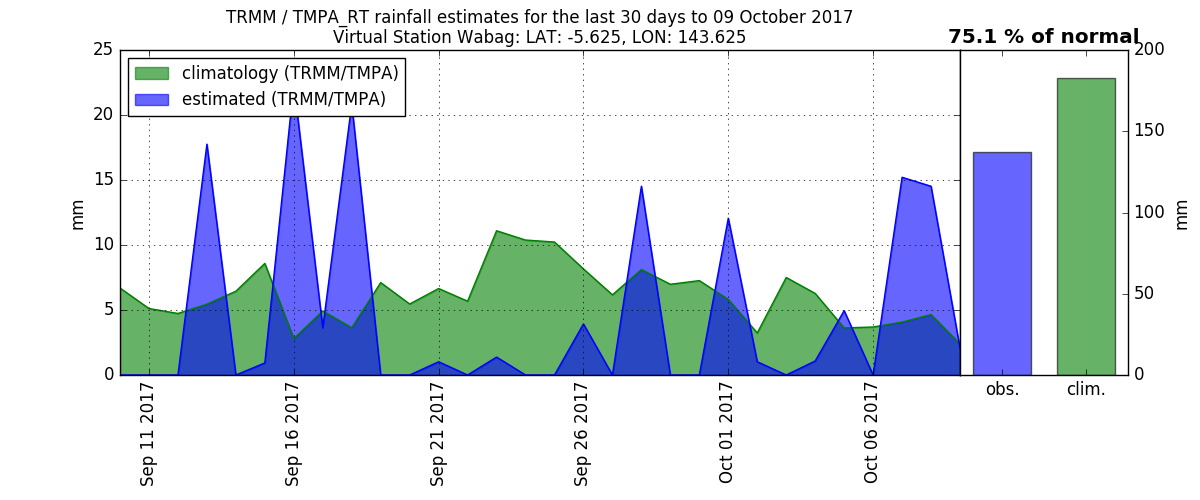 TRMM / TMPA_RT rainfall estimates for the last 30 days to 09 October 2017
Virtual Station Wabag: LAT: -5.625, LON: 143.625
75.1 % of normal
climatology (TRMM/TMPA)
estimated (TRMM/TMPA)
25
20
15
10
5
0
mm
Sep 11 2017
Sep 16 2017
Sep 21 2017
Sep 26 2017
Oct 01 2017
Oct 06 2017
200
150
100
50
0
mm
obs.
clim.